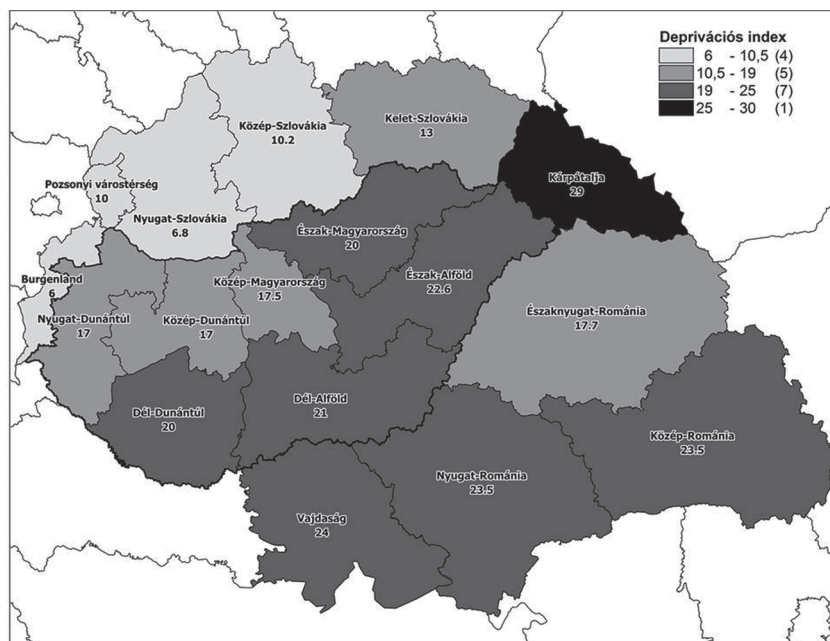 Deprivációs index
6 - 10,5 (4)
10,5 - 19 (5)
19 - 25 (7)
25 - 30 (1)
Közép-Szlovákia
10.2
Kelet-Szlovákia
13
Pozsonyi várostérség
10
Nyugat-Szlovákia
6.8
Kárpátalja
29
Észak-Magyarország
20
Észak-Alföld
22.6
Burgenland
6
Közép-Magyarország
17.5
Nyugat-Dunántúl
17
Közép-Dunántúl
17
Északnyugat-Románia
17.7
Dél-Dunántúl
20
Dél-Alföld
21
Közép-Románia
23.5
Nyugat-Románia
23.5
Vajdaság
24